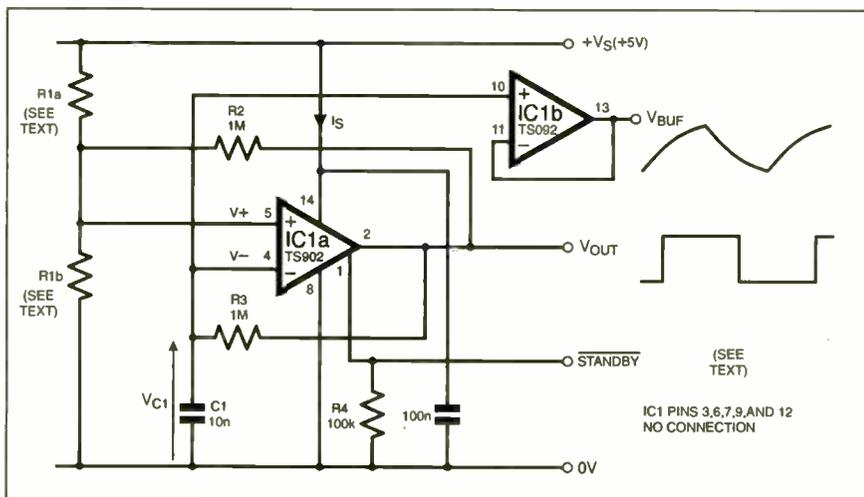 +VS(+5V)
R1a
(SEE
TEXT)
R2
1M
IS
10
+
IC1b
TS092
11
−
13
VBUF
V+
5
14
+
IC1a
TS902
2
VOUT
V−
4
−
8
1
R1b
(SEE
TEXT)
R3
1M
STANDBY
(SEE
TEXT)
VC1
C1
10n
R4
100k
100n
IC1 PINS 3,6,7,9,AND 12
NO CONNECTION
0V